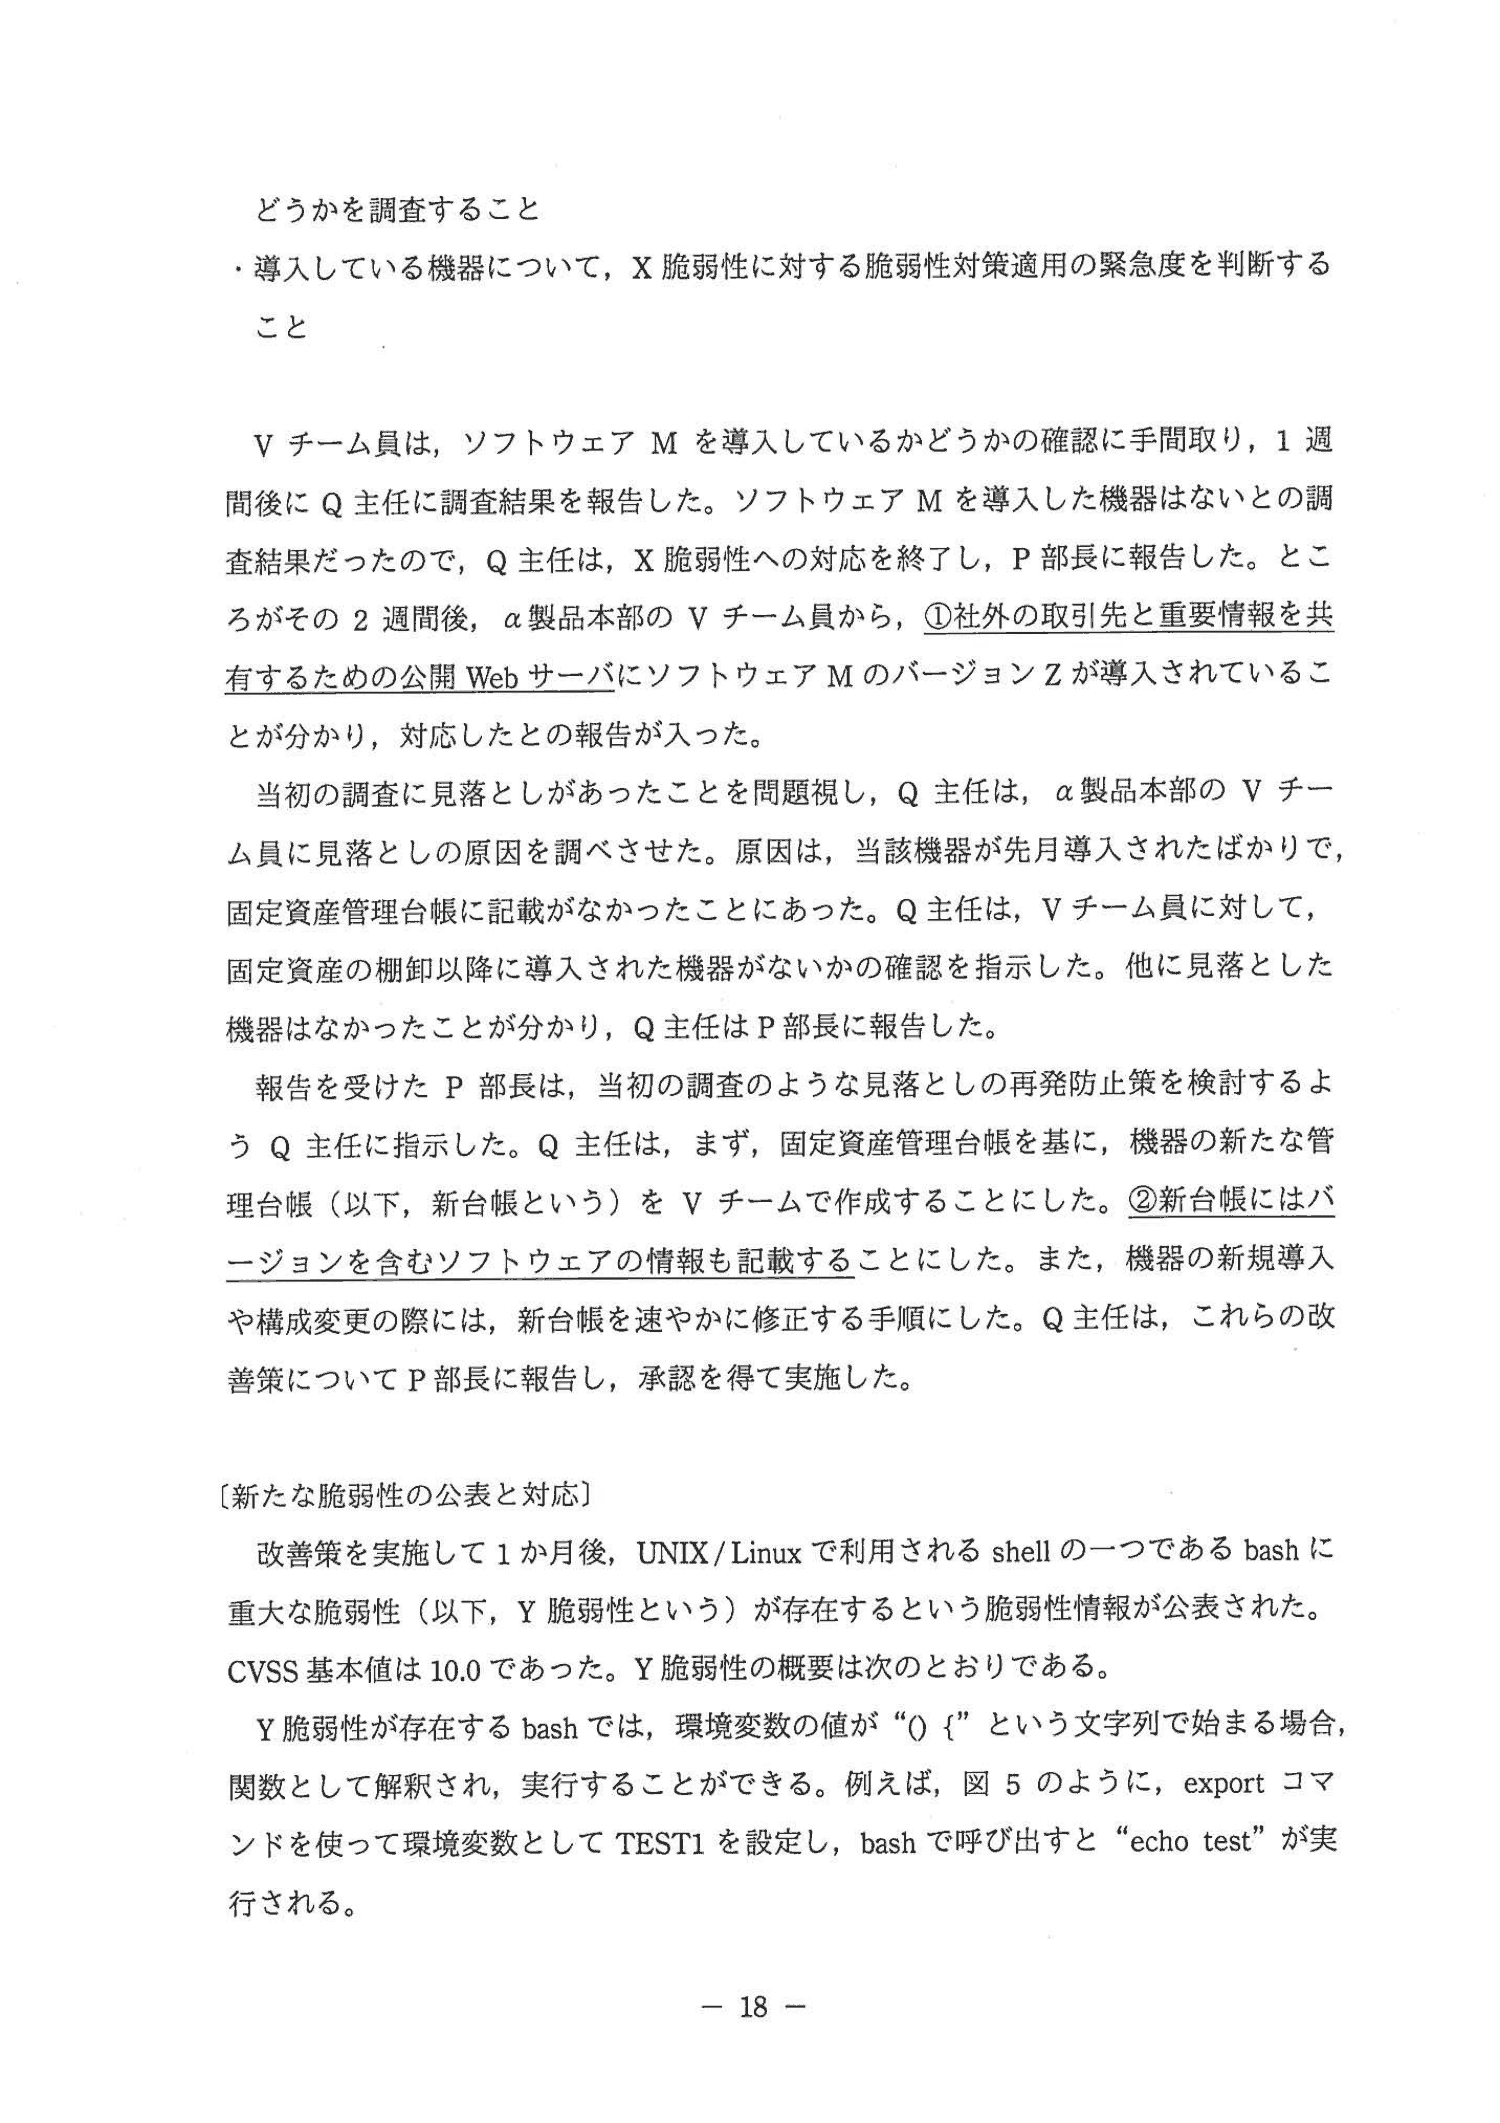 どうかを調査すること
・導入している機器について，X 脆弱性に対する脆弱性対策適用の緊急度を判断する
こと
V チーム員は，ソフトウェア M を導入しているかどうかの確認に手間取り，1 週
間後に Q 主任に調査結果を報告した。ソフトウェア M を導入した機器はないとの調
査結果だったので，Q 主任は，X 脆弱性への対応を終了し，P 部長に報告した。とこ
ろがその 2 週間後，α製品本部の V チーム員から，①社外の取引先と重要情報を共
有するための公開 Web サーバにソフトウェア M のバージョン Z が導入されているこ
とが分かり，対応したとの報告が入った。
当初の調査に見落としがあったことを問題視し，Q 主任は，α製品本部の V チー
ム員に見落としの原因を調べさせた。原因は，当該機器が先月導入されたばかりで，
固定資産管理台帳に記載がなかったことにあった。Q 主任は，V チーム員に対して，
固定資産の棚卸以降に導入された機器がないかの確認を指示した。他に見落とした
機器はなかったことが分かり，Q 主任は P 部長に報告した。
報告を受けた P 部長は，当初の調査のような見落としの再発防止策を検討するよ
う Q 主任に指示した。Q 主任は，まず，固定資産管理台帳を基に，機器の新たな管
理台帳（以下，新台帳という）を V チームで作成することにした。②新台帳にはバ
ージョンを含むソフトウェアの情報も記載することにした。また，機器の新規導入
や構成変更の際には，新台帳を速やかに修正する手順にした。Q 主任は，これらの改
善策について P 部長に報告し，承認を得て実施した。
〔新たな脆弱性の公表と対応〕
改善策を実施して 1 か月後，UNIX/Linux で利用される shell の一つである bash に
重大な脆弱性（以下，Y 脆弱性という）が存在するという脆弱性情報が公表された。
CVSS 基本値は 10.0 であった。Y 脆弱性の概要は次のとおりである。
Y 脆弱性が存在する bash では，環境変数の値が “() {” という文字列で始まる場合，
関数として解釈され，実行することができる。例えば，図 5 のように，export コマ
ンドを使って環境変数として TEST1 を設定し，bash で呼び出すと “echo test” が実
行される。
－ 18 －